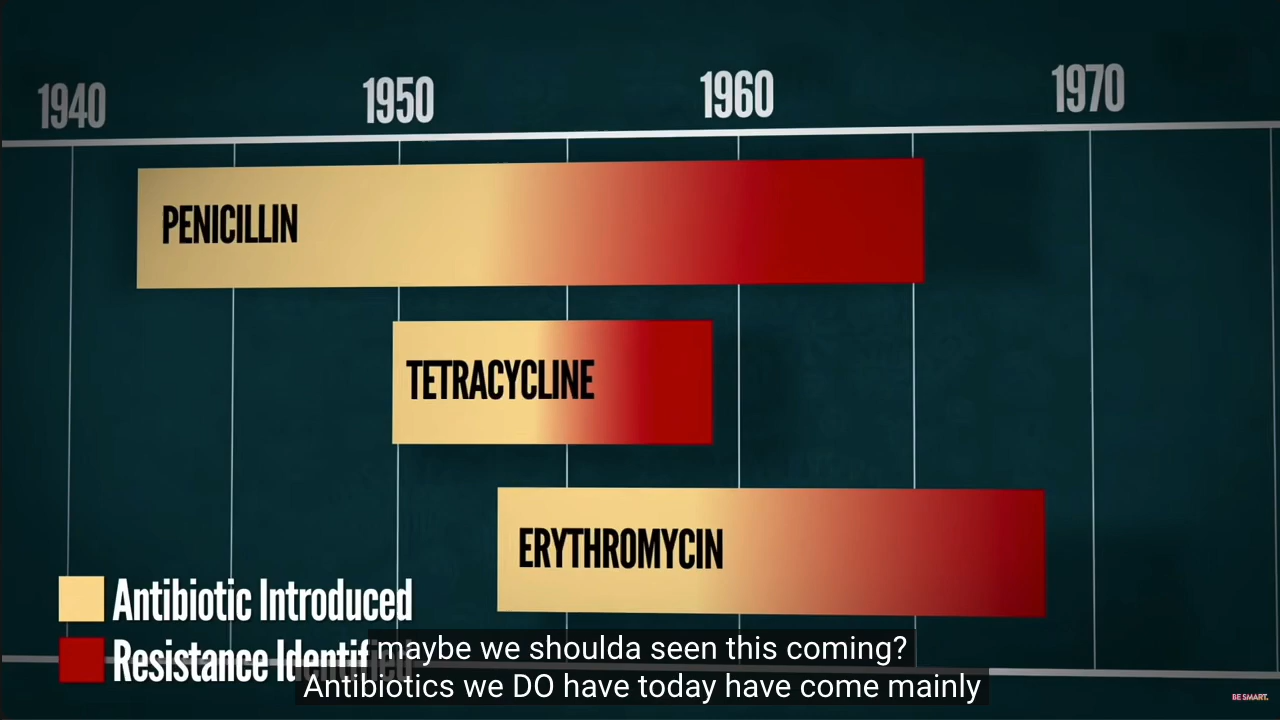 1940 1950 1960 1970
PENICILLIN
TETRACYCLINE
ERYTHROMYCIN
Antibiotic Introduced
Resistance Identified
maybe we shoulda seen this coming?
Antibiotics we DO have today have come mainly
BE SMART.